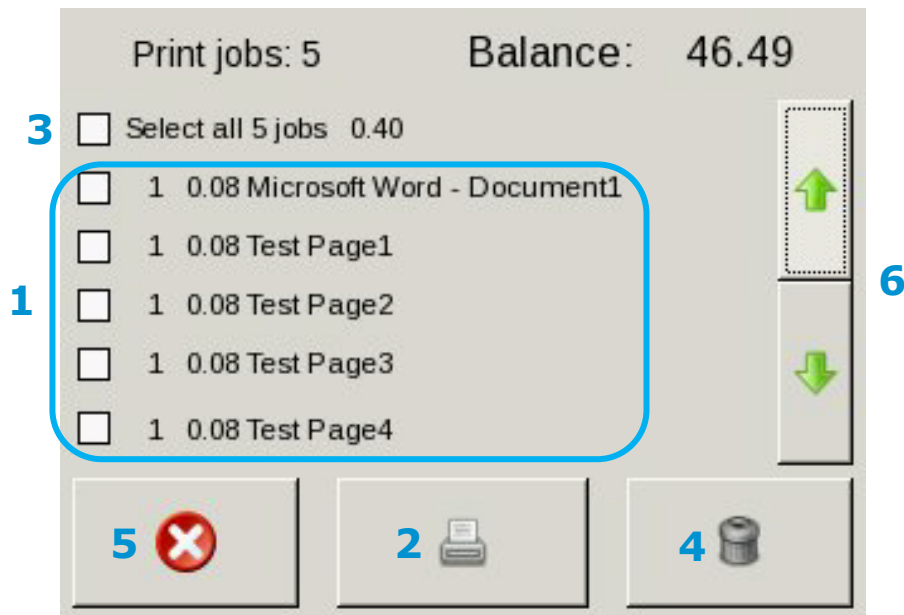 Print jobs: 5 Balance: 46.49
3 Select all 5 jobs 0.40
1 0.08 Microsoft Word - Document1
1 0.08 Test Page1
6
1 1 0.08 Test Page2
1 0.08 Test Page3
1 0.08 Test Page4
5 2 4